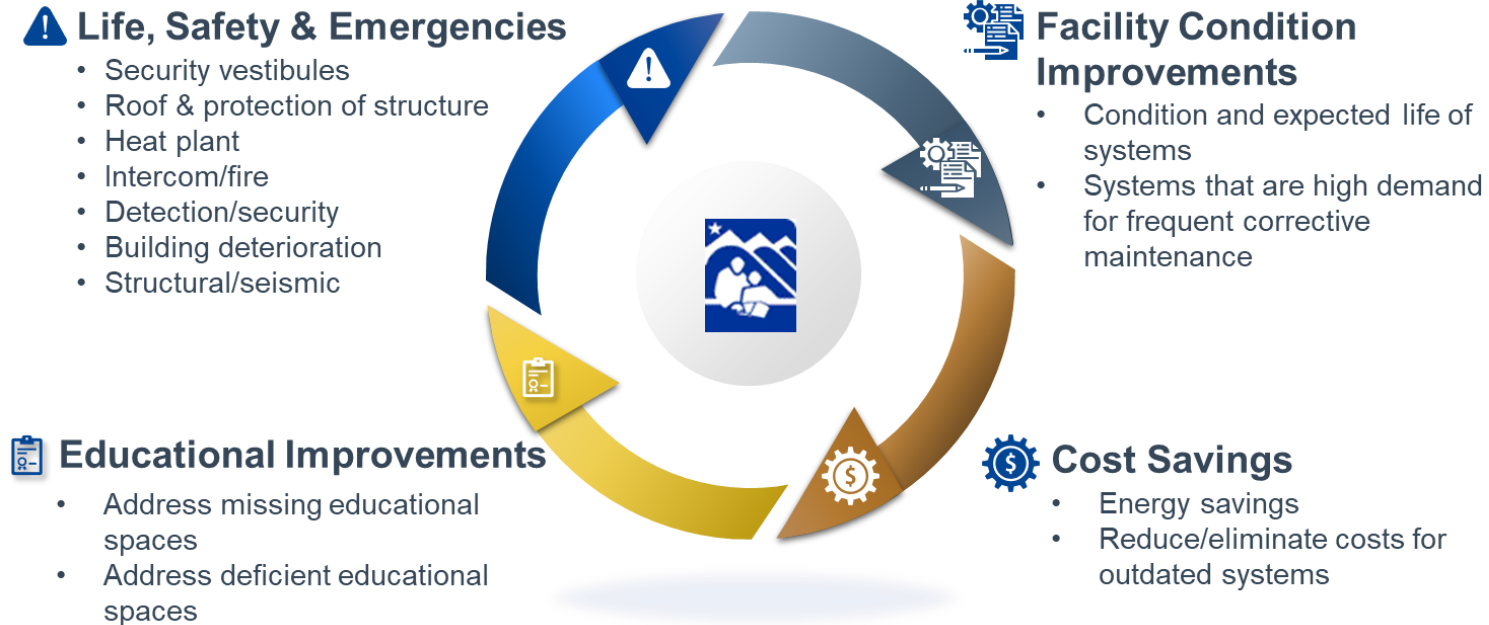 Life, Safety & Emergencies
• Security vestibules
• Roof & protection of structure
• Heat plant
• Intercom/fire
• Detection/security
• Building deterioration
• Structural/seismic
Facility Condition
Improvements
• Condition and expected life of
systems
• Systems that are high demand
for frequent corrective
maintenance
Educational Improvements
• Address missing educational
spaces
• Address deficient educational
spaces
Cost Savings
• Energy savings
• Reduce/eliminate costs for
outdated systems